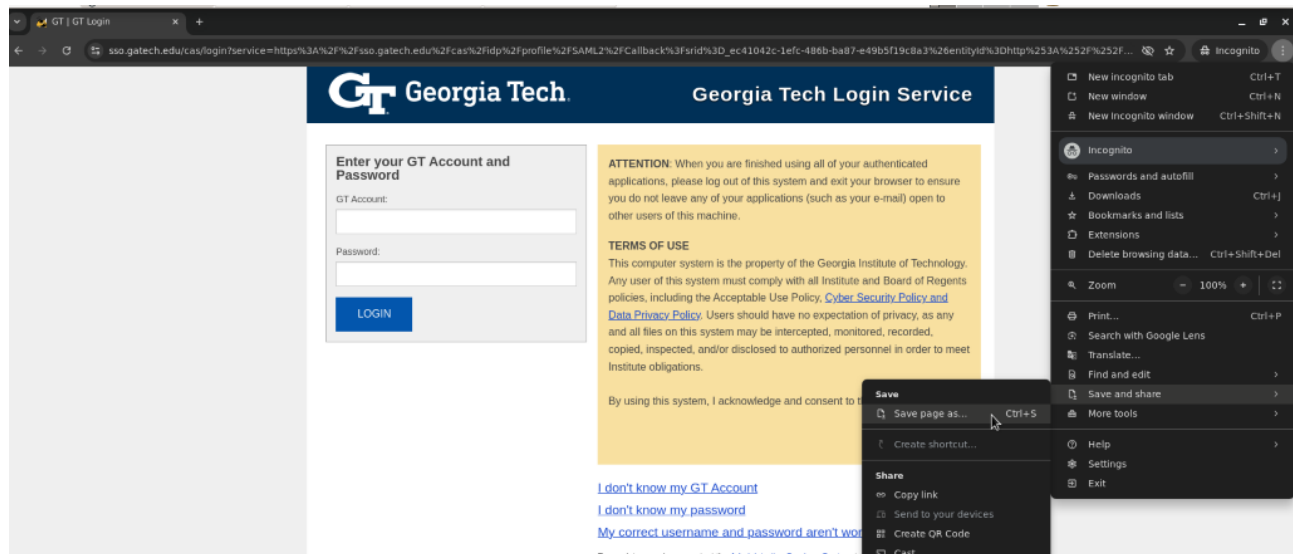 GT | GT Login
sso.gatech.edu/cas/login?service=https%3A%2F%2Fsso.gatech.edu%2Fcas%2Fidp%2Fprofile%2FSAML2%2FCallback%3Fsrid%3D_ec41042c-1efc-486b-ba87-e49b5f19c8a3%26entityId%3Dhttp%253A%252F%252F...
Incognito
GT Georgia Tech.
Georgia Tech Login Service
Enter your GT Account and
Password
GT Account:
Password:
LOGIN
ATTENTION: When you are finished using all of your authenticated
applications, please log out of this system and exit your browser to ensure
you do not leave any of your applications (such as your e-mail) open to
other users of this machine.
TERMS OF USE
This computer system is the property of the Georgia Institute of Technology.
Any user of this system must comply with all Institute and Board of Regents
policies, including the Acceptable Use Policy, Cyber Security Policy and
Data Privacy Policy. Users should have no expectation of privacy, as any
and all files on this system may be intercepted, monitored, recorded,
copied, inspected, and/or disclosed to authorized personnel in order to meet
Institute obligations.
By using this system, I acknowledge and consent to
I don't know my GT Account
I don't know my password
My correct username and password aren't
New incognito tab Ctrl+T
New window Ctrl+N
New Incognito window Ctrl+Shift+N
Incognito
Passwords and autofill
Downloads Ctrl+J
Bookmarks and lists
Extensions
Delete browsing data... Ctrl+Shift+Del
Zoom - 100% +
Print... Ctrl+P
Search with Google Lens
Translate...
Find and edit
Save and share
More tools
Help
Settings
Exit
Save
Save page as... Ctrl+S
Create shortcut...
Share
Copy link
Send to your devices
Create QR Code
Cast